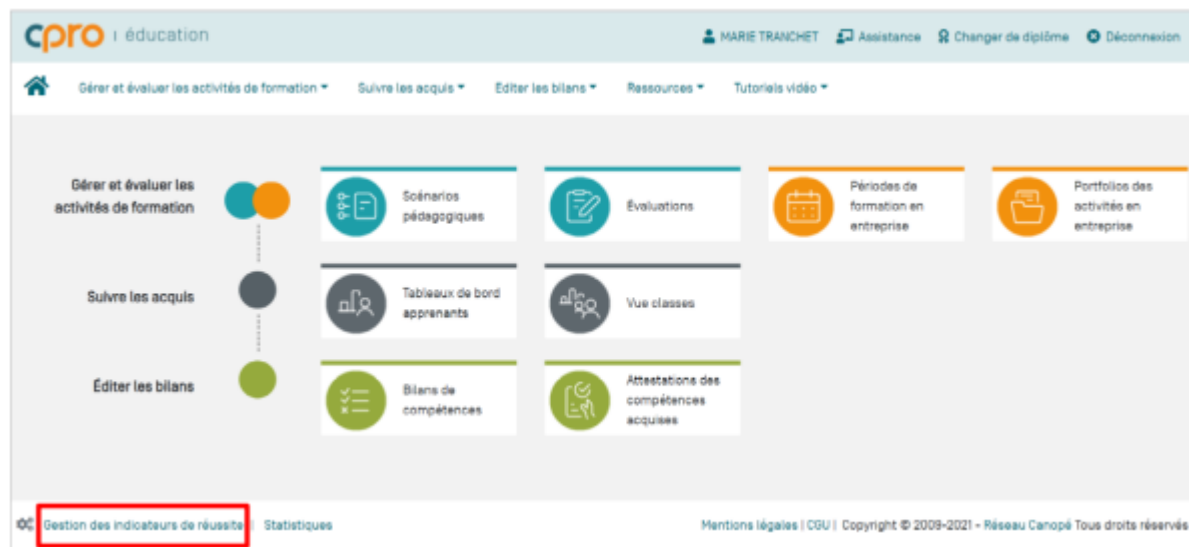 cpro | éducation
MARIE TRANCHET Assistance Changer de diplôme Déconnexion
Gérer et évaluer les activités de formation Suivre les acquis Editer les bilans Ressources Tutoriels vidéo
Gérer et évaluer les
activités de formation
Scénarios
pédagogiques
Évaluations
Périodes de
formation en
entreprise
Portfolios des
activités en
entreprise
Suivre les acquis
Tableaux de bord
apprenants
Vue classes
Éditer les bilans
Bilans de
compétences
Attestations des
compétences
acquises
Gestion des indicateurs de réussite | Statistiques
Mentions légales | CGU | Copyright © 2009-2021 - Réseau Canopé Tous droits réservés